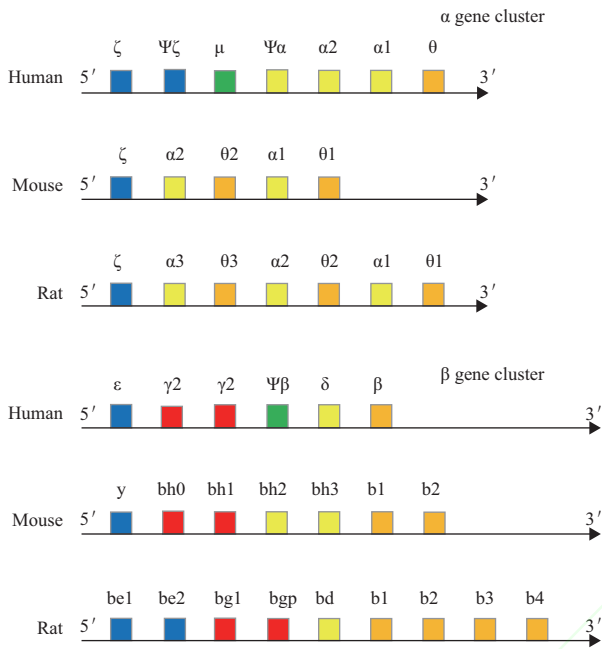 α gene cluster
ζ Ψζ μ Ψα α2 α1 θ
Human 5′ 3′
ζ α2 θ2 α1 θ1
Mouse 5′ 3′
ζ α3 θ3 α2 θ2 α1 θ1
Rat 5′ 3′
β gene cluster
ε γ2 γ2 Ψβ δ β
Human 5′ 3′
y bh0 bh1 bh2 bh3 b1 b2
Mouse 5′ 3′
be1 be2 bg1 bgp bd b1 b2 b3 b4
Rat 5′ 3′